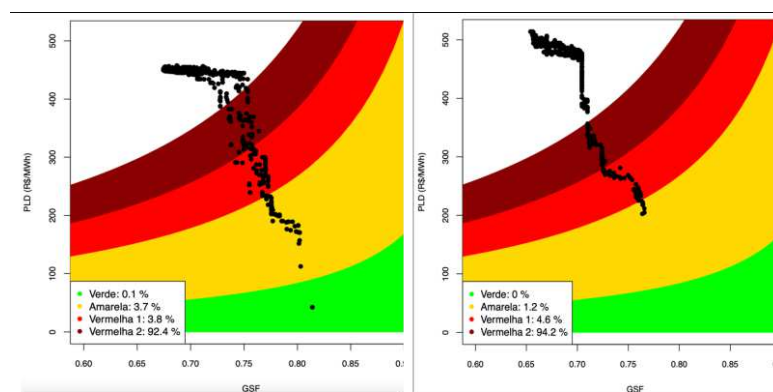 PLD (R$/MWh)
500
400
300
200
100
0
Verde: 0.1 %
Amarela: 3.7 %
Vermelha 1: 3.8 %
Vermelha 2: 92.4 %
0.60
0.65
0.70
0.75
0.80
0.85
GSF
PLD (R$/MWh)
500
400
300
200
100
0
Verde: 0 %
Amarela: 1.2 %
Vermelha 1: 4.6 %
Vermelha 2: 94.2 %
0.60
0.65
0.70
0.75
0.80
0.85
GSF